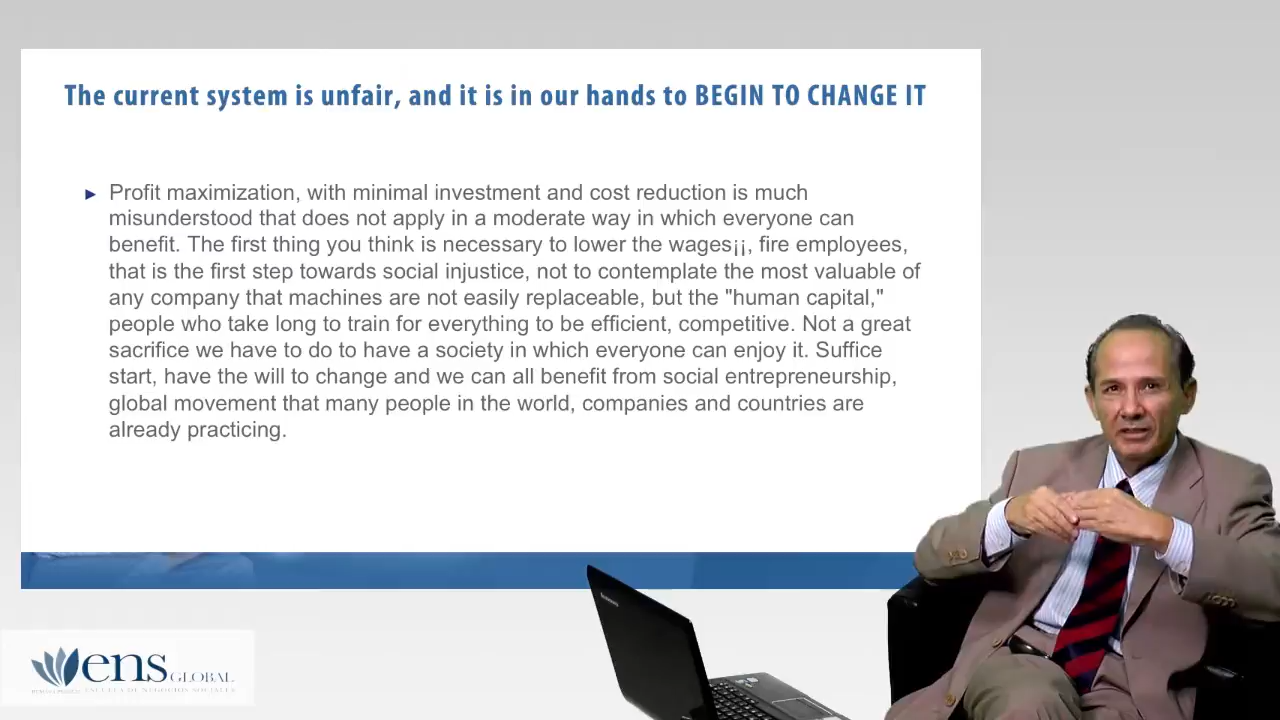 The current system is unfair, and it is in our hands to BEGIN TO CHANGE IT
► Profit maximization, with minimal investment and cost reduction is much
misunderstood that does not apply in a moderate way in which everyone can
benefit. The first thing you think is necessary to lower the wages¡¡, fire employees,
that is the first step towards social injustice, not to contemplate the most valuable of
any company that machines are not easily replaceable, but the "human capital,"
people who take long to train for everything to be efficient, competitive. Not a great
sacrifice we have to do to have a society in which everyone can enjoy it. Suffice
start, have the will to change and we can all benefit from social entrepreneurship,
global movement that many people in the world, companies and countries are
already practicing.
ens GLOBAL
ESCUELA DE NEGOCIOS SOCIALES